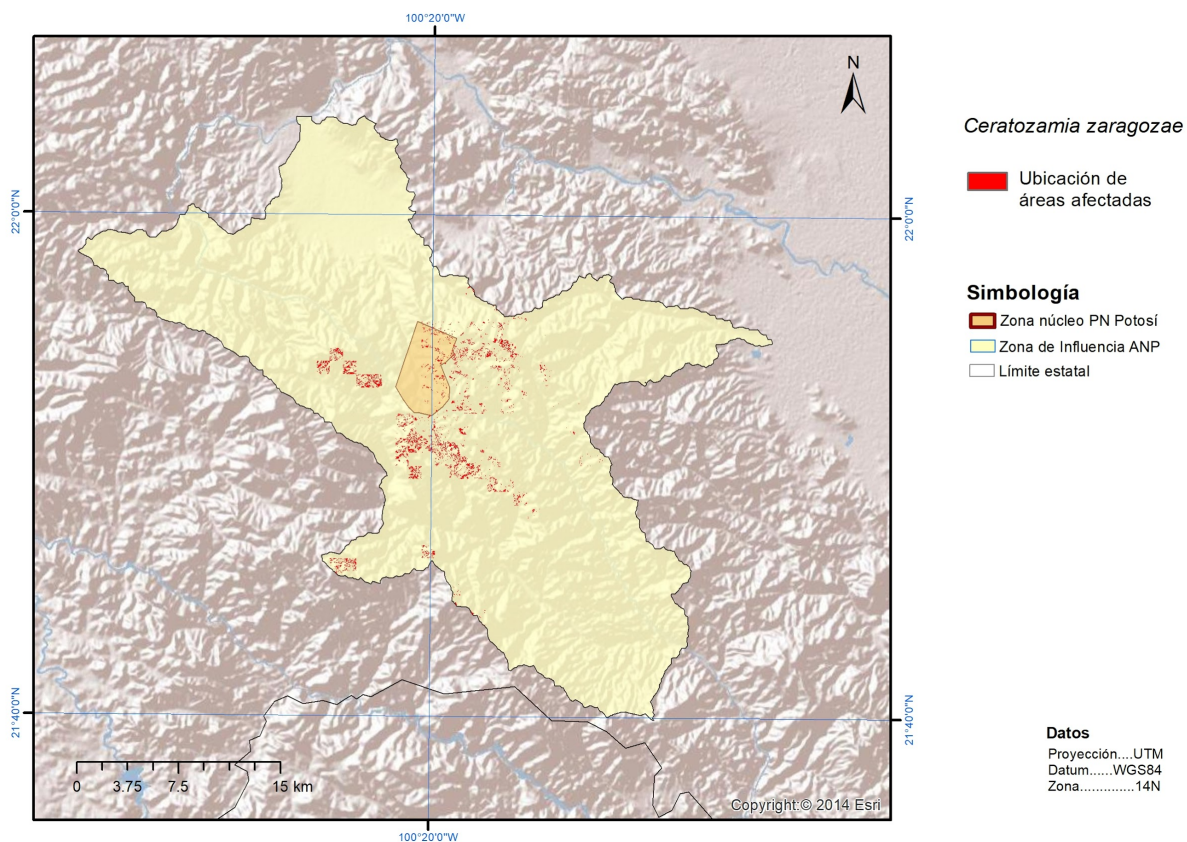 100°20'0"W
N
Ceratozamia zaragozae
Ubicación de
áreas afectadas
22°0'0"N
22°0'0"N
Simbología
Zona núcleo PN Potosí
Zona de Influencia ANP
Límite estatal
21°40'0"N
21°40'0"N
0 3.75 7.5 15 km
Copyright:© 2014 Esri
100°20'0"W
Datos
Proyección....UTM
Datum......WGS84
Zona.............14N